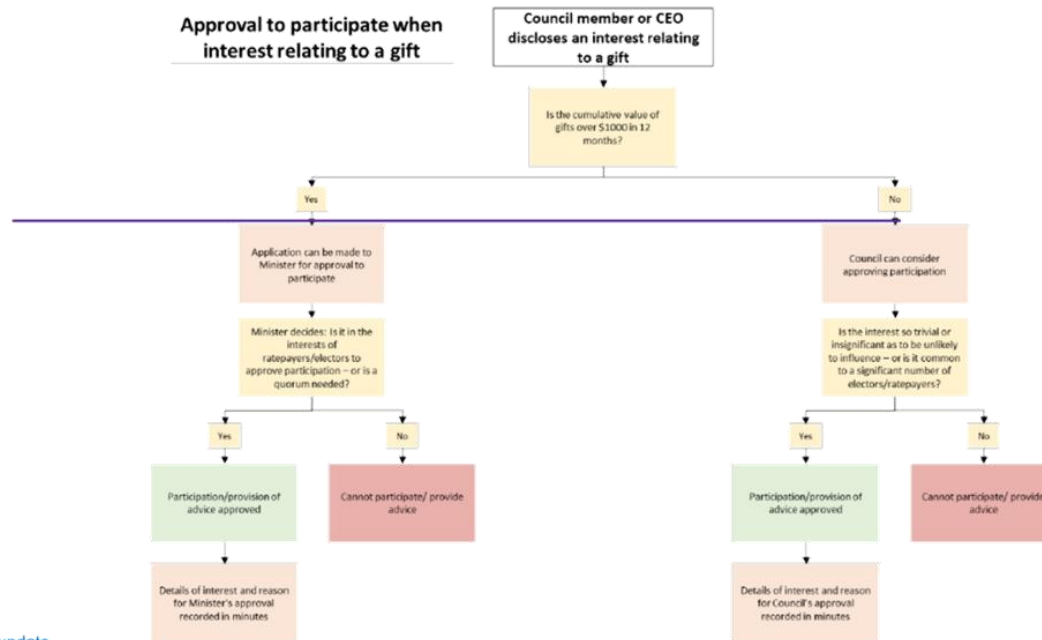 Approval to participate when
interest relating to a gift
Council member or CEO
discloses an interest relating
to a gift
Is the cumulative value of
gifts over $1000 in 12
months?
Yes
No
Application can be made to
Minister for approval to
participate
Council can consider
approving participation
Minister decides: Is it in the
interests of
ratepayers/electors to
approve participation – or is a
quorum needed?
Is the interest so trivial or
insignificant as to be unlikely
to influence – or is it common
to a significant number of
electors/ratepayers?
Yes
No
Yes
No
Participation/provision of
advice approved
Cannot participate/ provide
advice
Participation/provision of
advice approved
Cannot participate/ provide
advice
Details of interest and reason
for Minister's approval
recorded in minutes
Details of interest and reason
for Council's approval
recorded in minutes